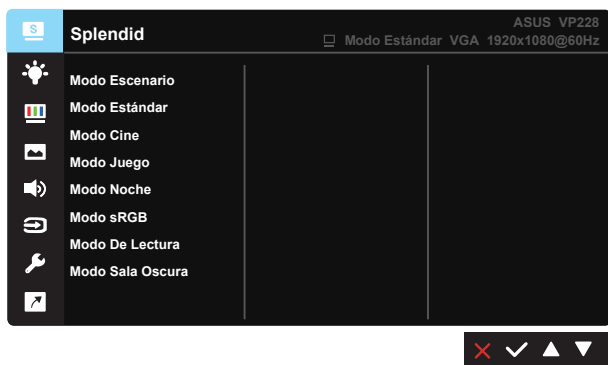 S
Splendid
ASUS VP228
Modo Estándar VGA 1920x1080@60Hz
Modo Escenario
Modo Estándar
Modo Cine
Modo Juego
Modo Noche
Modo sRGB
Modo De Lectura
Modo Sala Oscura